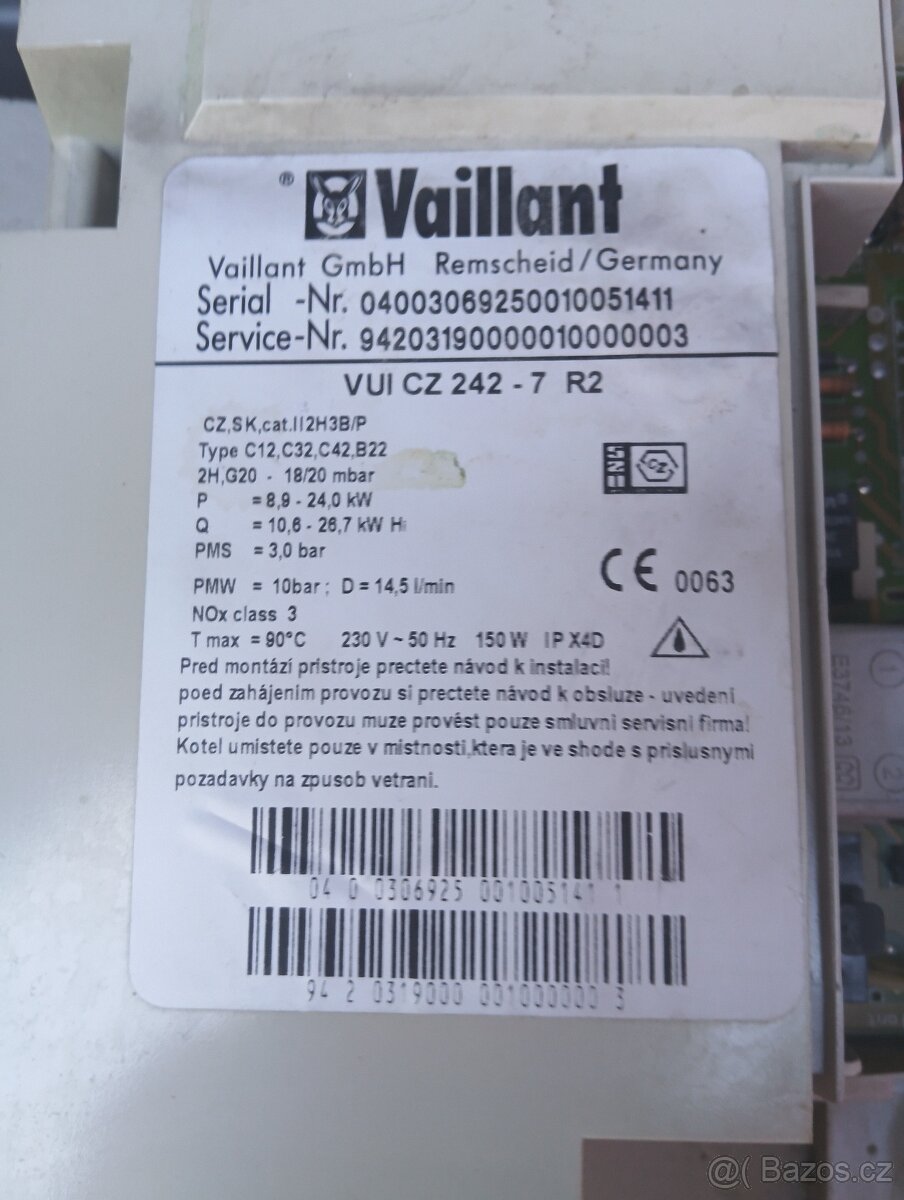 ® Vaillant
Vaillant GmbH Remscheid/Germany
Serial -Nr. 04003069250010051411
Service-Nr. 94203190000010000003
VUI CZ 242 - 7 R2
CZ,SK,cat.II2H3B/P
Type C12,C32,C42,B22
2H,G20 - 18/20 mbar
P = 8,9 - 24,0 kW
Q = 10,6 - 26,7 kW Hi
PMS = 3,0 bar
PMW = 10bar; D = 14,5 l/min
NOx class 3
T max = 90°C 230 V ~ 50 Hz 150 W IP X4D
CZ
CE 0063
Pred montází pristroje prectete návod k instalaci!
poed zahájením provozu si prectete návod k obsluze - uvedeni
pristroje do provozu muze provést pouze smluvni servisni firma!
Kotel umistete pouze v mistnosti,ktera je ve shode s prislusnymi
pozadavky na zpusob vetrani.
04 0 0306925 001005141 1
94 2 0319000 001000000 3
1
2
@( Bazos.cz